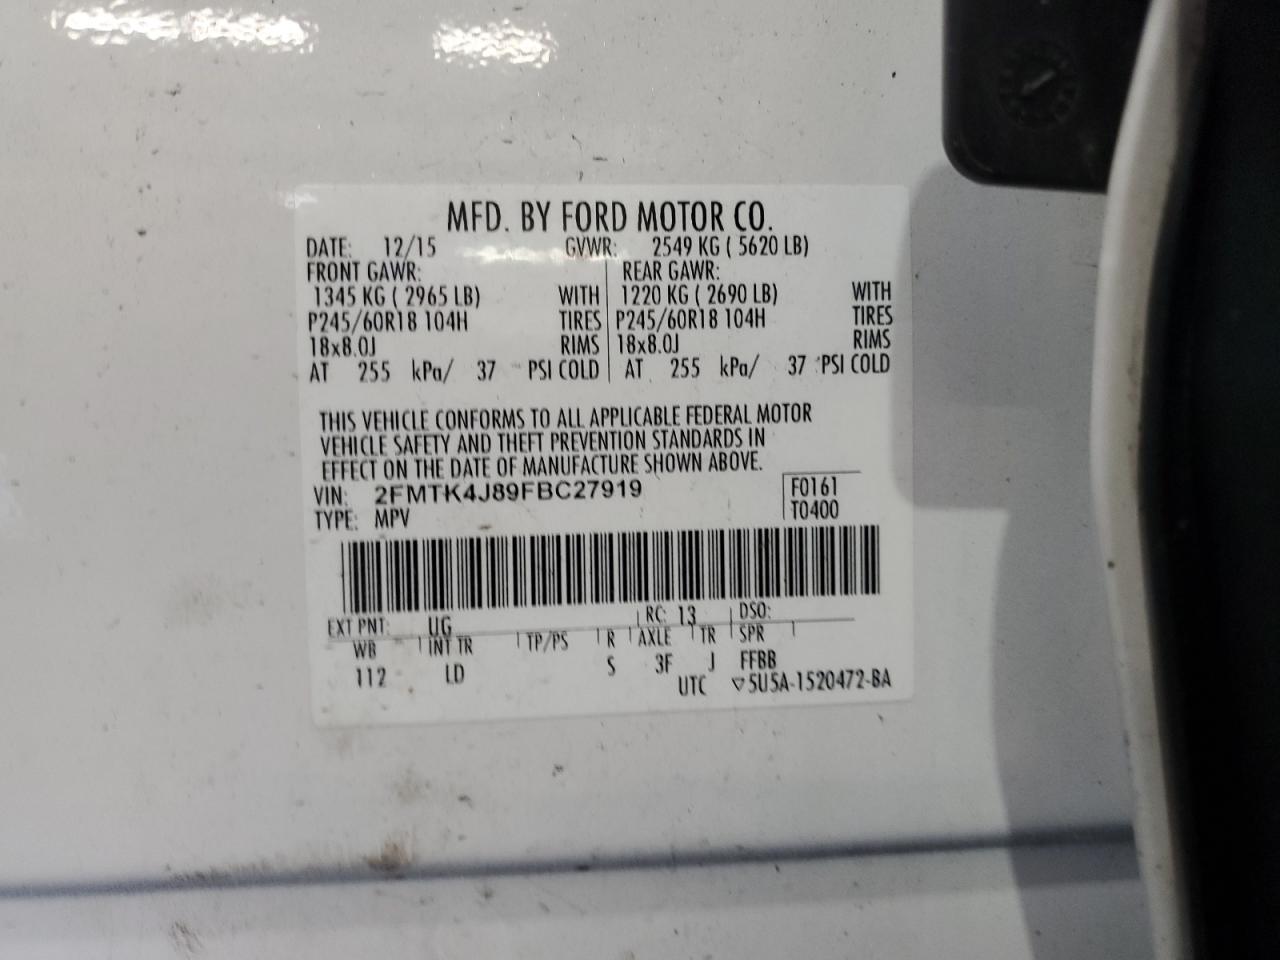 MFD. BY FORD MOTOR CO.
DATE: 12/15 GVWR: 2549 KG ( 5620 LB)
FRONT GAWR: REAR GAWR:
1345 KG ( 2965 LB) WITH 1220 KG ( 2690 LB) WITH
P245/60R18 104H TIRES P245/60R18 104H TIRES
18x8.0J RIMS 18x8.0J RIMS
AT 255 kPa/ 37 PSI COLD AT 255 kPa/ 37 PSI COLD
THIS VEHICLE CONFORMS TO ALL APPLICABLE FEDERAL MOTOR
VEHICLE SAFETY AND THEFT PREVENTION STANDARDS IN
EFFECT ON THE DATE OF MANUFACTURE SHOWN ABOVE.
VIN: 2FMTK4J89FBC27919 F0161
TYPE: MPV T0400
EXT PNT: UG RC: 13 DSO:
WB INT TR TP/PS R AXLE TR SPR
112 LD S 3F J FFBB
UTC ▽5U5A-1520472-BA